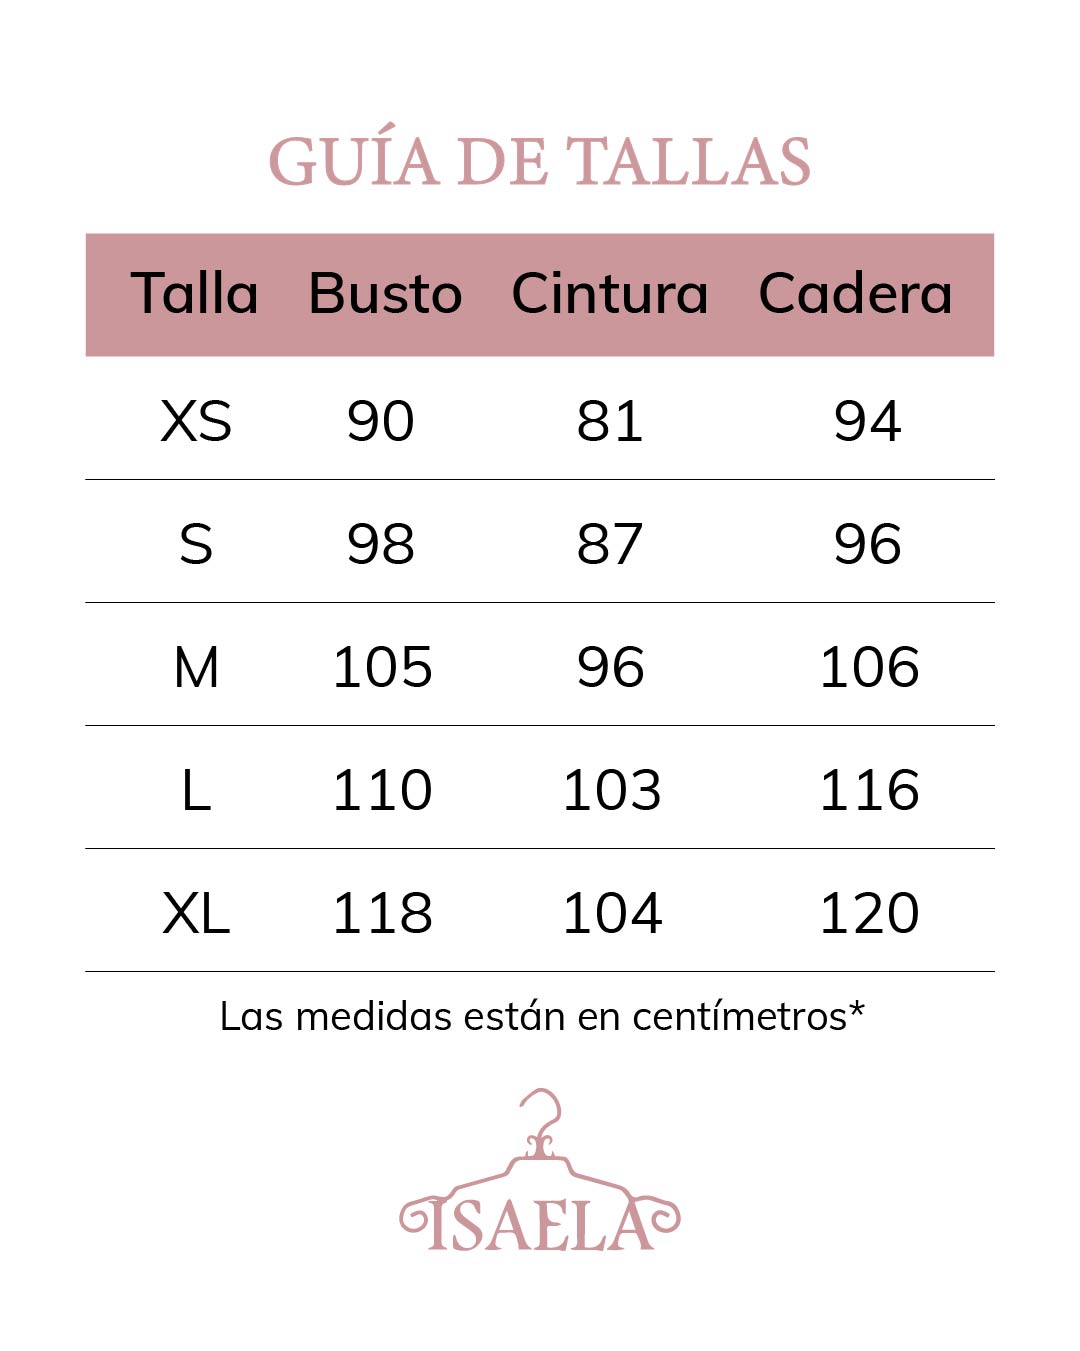 GUÍA DE TALLAS
Talla Busto Cintura Cadera
XS 90 81 94
S 98 87 96
M 105 96 106
L 110 103 116
XL 118 104 120
Las medidas están en centímetros*
ISAELA